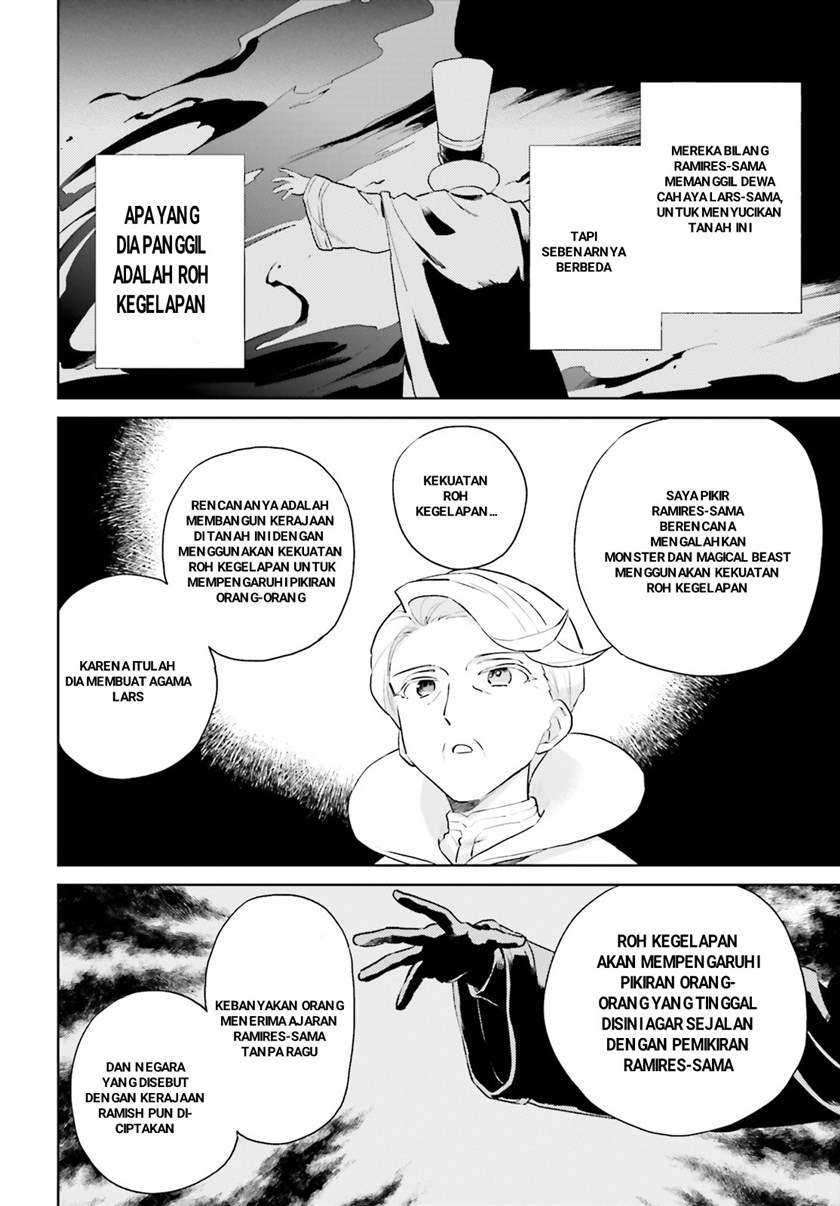 MEREKA BILANG
RAMIRES-SAMA
MEMANGGIL DEWA
CAHAYA LARS-SAMA,
UNTUK MENYUCIKAN
TANAH INI
TAPI
SEBENARNYA
BERBEDA
APA YANG
DIA PANGGIL
ADALAH ROH
KEGELAPAN
SAYA PIKIR
RAMIRES-SAMA
BERENCANA
MENGALAHKAN
MONSTER DAN MAGICAL BEAST
MENGGUNAKAN KEKUATAN
ROH KEGELAPAN
KEKUATAN
ROH
KEGELAPAN...
RENCANANYA ADALAH
MEMBANGUN KERAJAAN
DI TANAH INI DENGAN
MENGGUNAKAN KEKUATAN
ROH KEGELAPAN UNTUK
MEMPENGARUHI PIKIRAN
ORANG-ORANG
KARENA ITULAH
DIA MEMBUAT AGAMA
LARS
ROH KEGELAPAN
AKAN MEMPENGARUHI
PIKIRAN ORANG-
ORANG YANG TINGGAL
DISINI AGAR SEJALAN
DENGAN PEMIKIRAN
RAMIRES-SAMA
KEBANYAKAN ORANG
MENERIMA AJARAN
RAMIRES-SAMA
TANPA RAGU
DAN NEGARA
YANG DISEBUT
DENGAN KERAJAAN
RAMISH PUN DI-
CIPTAKAN